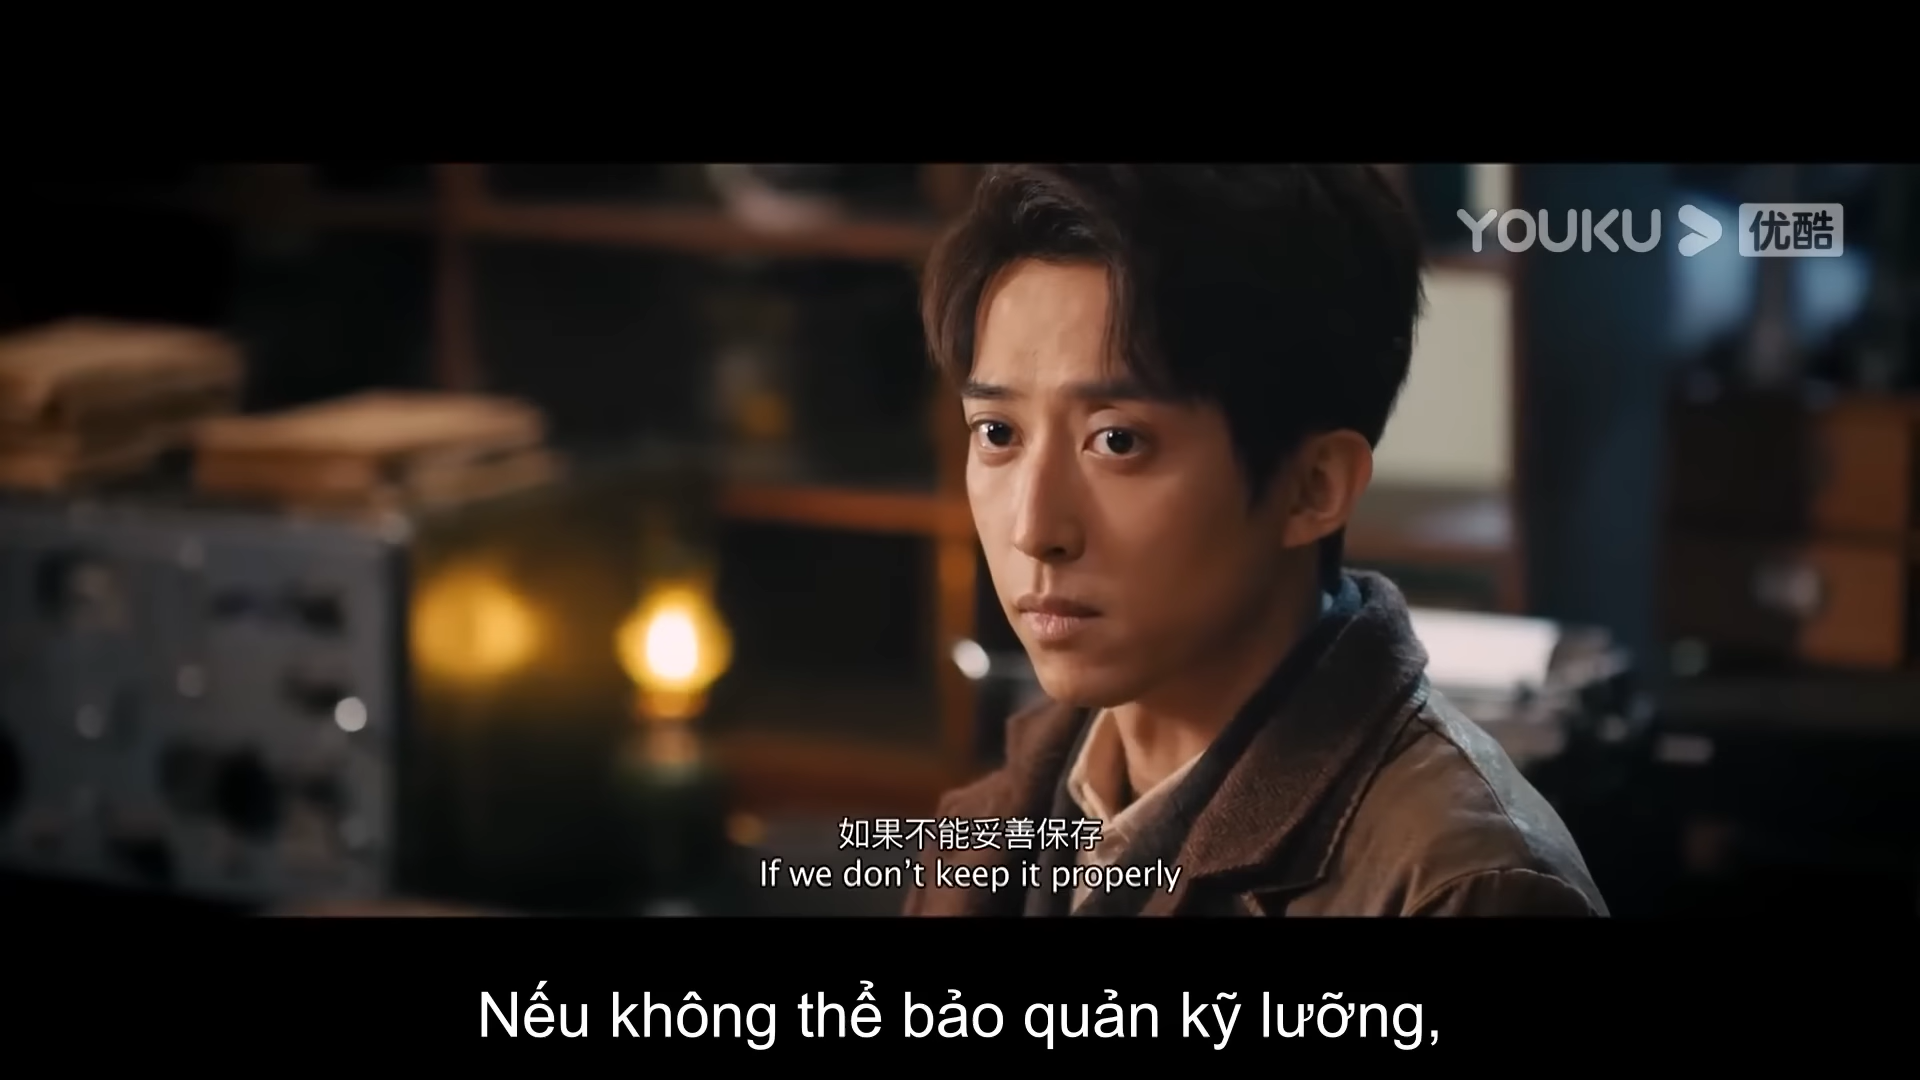 YOUKU 优酷
如果不能妥善保存
If we don't keep it properly
Nếu không thể bảo quản kỹ lưỡng,